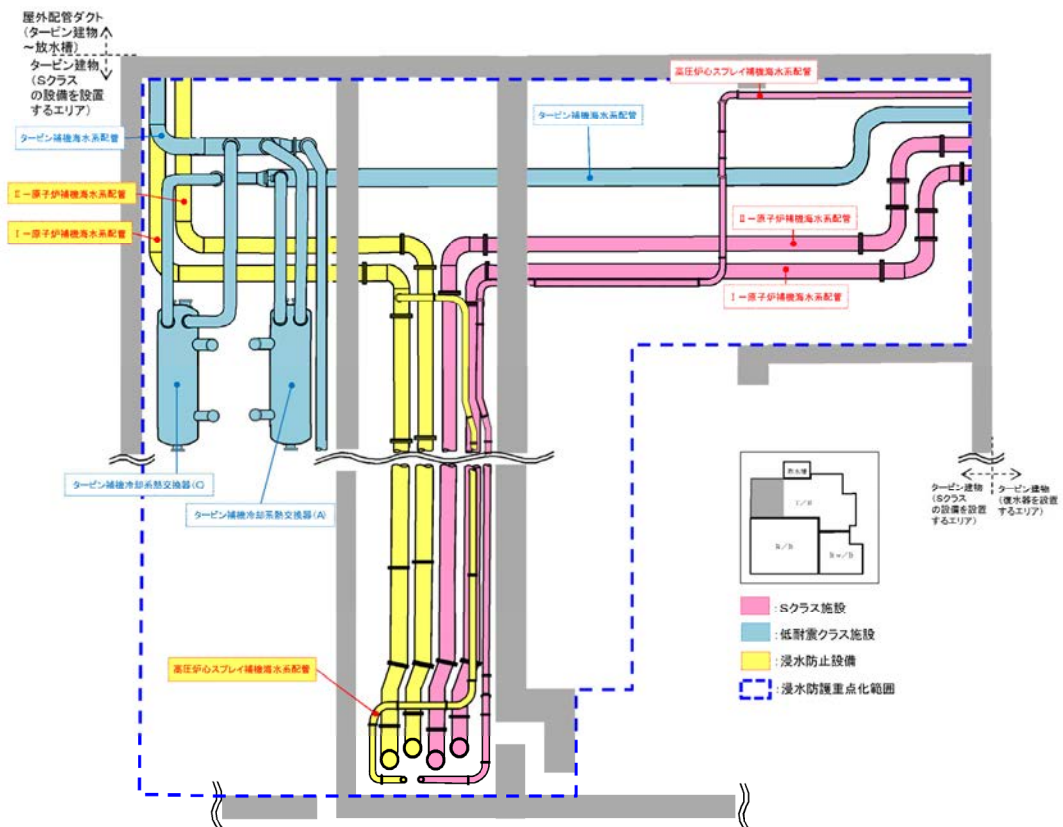 屋外配管ダクト
(タービン建物
～放水槽)
タービン建物
(Sクラス
の設備を設置
するエリア)
高圧炉心スプレイ補機海水系配管
タービン補機海水系配管
タービン補機海水系配管
Ⅱ－原子炉補機海水系配管
Ⅰ－原子炉補機海水系配管
Ⅱ－原子炉補機海水系配管
Ⅰ－原子炉補機海水系配管
タービン補機冷却系熱交換器(C)
タービン補機冷却系熱交換器(A)
タービン建物
(Sクラス
の設備を設置
するエリア)
タービン建物
(復水器を設置
するエリア)
放水槽
T／B
R／B
Rw／B
：Sクラス施設
：低耐震クラス施設
：浸水防止設備
：浸水防護重点化範囲
高圧炉心スプレイ補機海水系配管